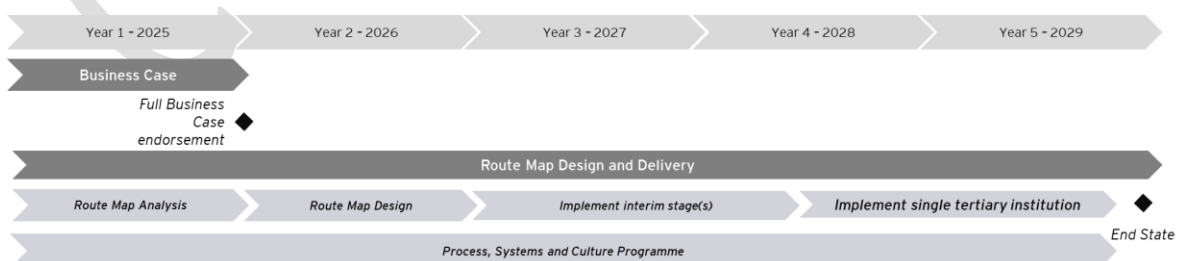 Year 1 - 2025
Year 2 - 2026
Year 3 - 2027
Year 4 - 2028
Year 5 - 2029
Business Case
Full Business
Case
endorsement
Route Map Design and Delivery
Route Map Analysis
Route Map Design
Implement interim stage(s)
Implement single tertiary institution
End State
Process, Systems and Culture Programme